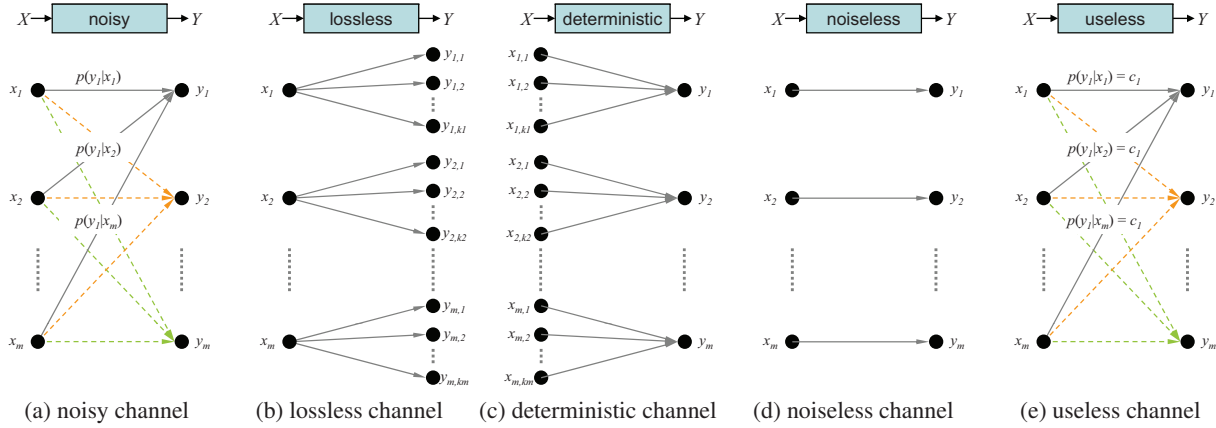 X noisy Y
p(y1|x1)
x1 y1
p(y1|x2)
x2 y2
p(y1|xm)
xm ym
(a) noisy channel
X lossless Y
y1,1
x1 y1,2
y1,k1
y2,1
x2 y2,2
y2,k2
ym,1
xm ym,2
ym,km
(b) lossless channel
X deterministic Y
x1,1
x1,2 y1
x1,k1
x2,1
x2,2 y2
x2,k2
xm,1
xm,2 ym
xm,km
(c) deterministic channel
X noiseless Y
x1 y1
x2 y2
xm ym
(d) noiseless channel
X useless Y
p(y1|x1) = c1
x1 y1
p(y1|x2) = c1
x2 y2
p(y1|xm) = c1
xm ym
(e) useless channel